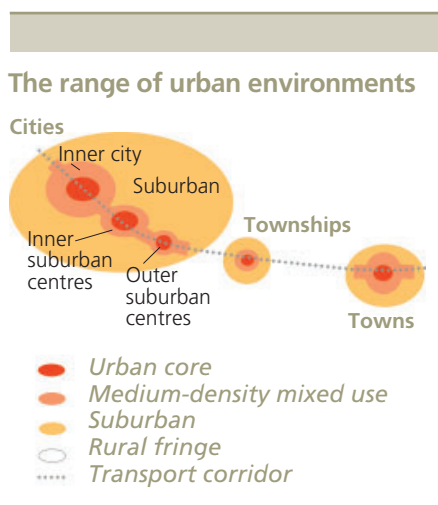 The range of urban environments
Cities
Inner city
Suburban
Inner
suburban
centres
Outer
suburban
centres
Townships
Towns
Urban core
Medium-density mixed use
Suburban
Rural fringe
Transport corridor